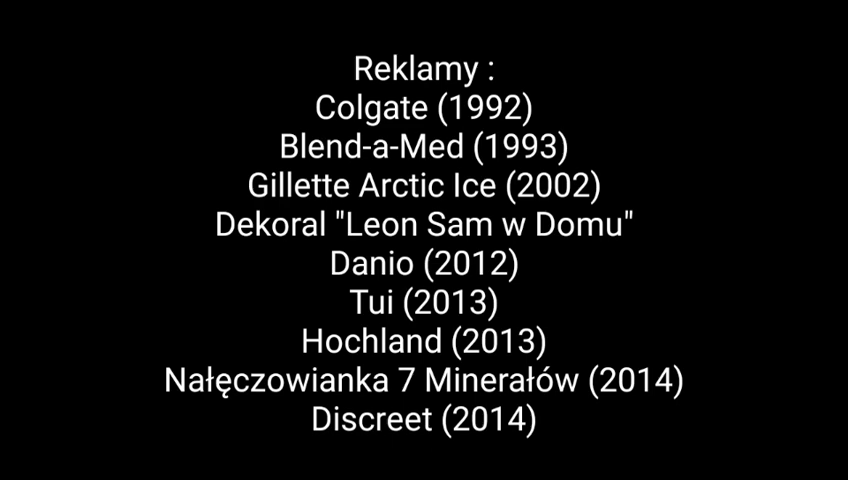 Reklamy :
Colgate (1992)
Blend-a-Med (1993)
Gillette Arctic Ice (2002)
Dekoral "Leon Sam w Domu"
Danio (2012)
Tui (2013)
Hochland (2013)
Nałęczowianka 7 Minerałów (2014)
Discreet (2014)